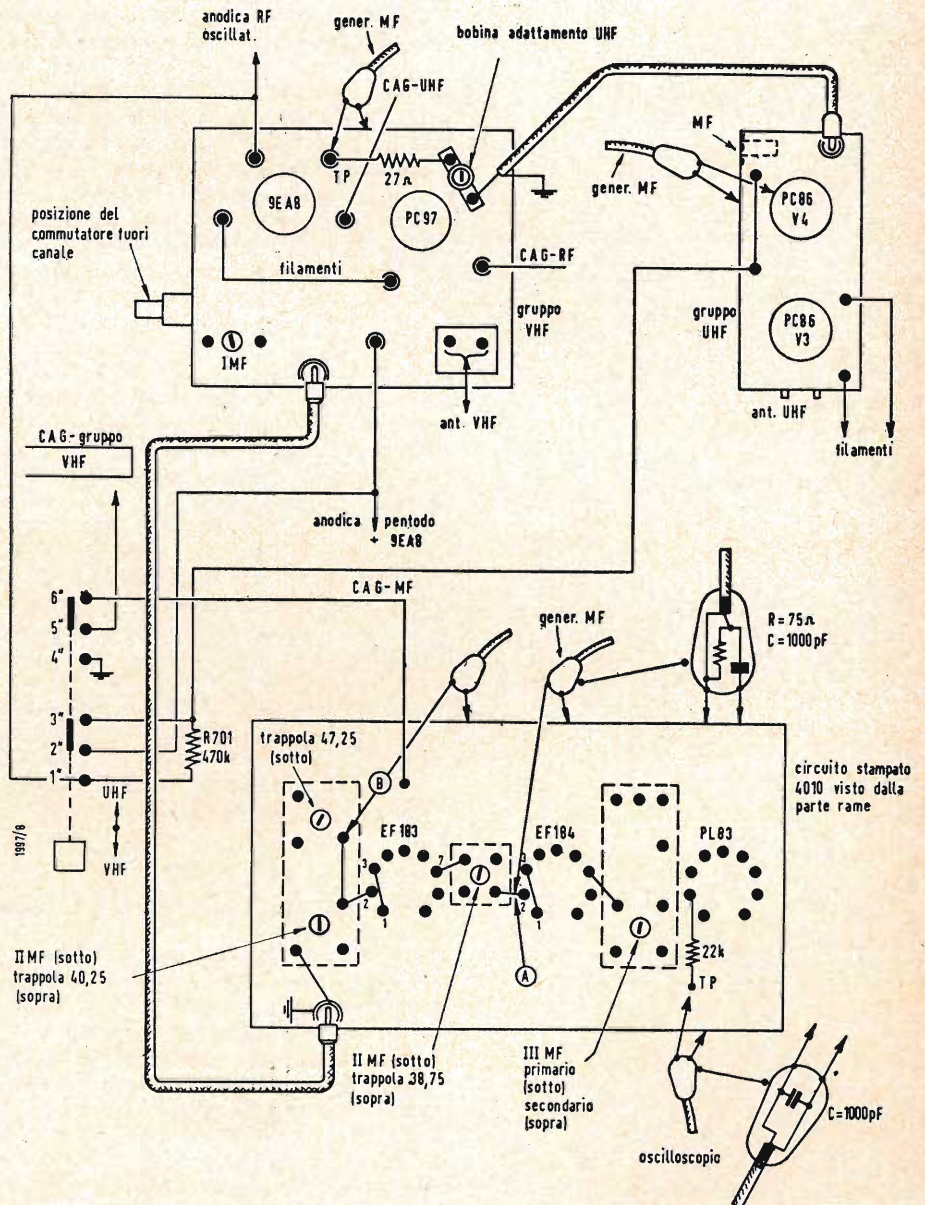 anodica RF
oscillat.
gener. MF
bobina adattamento UHF
CAG-UHF
TP
27Ω
9EA8
PC97
MF
gener. MF
PC86
V4
posizione del
commutatore fuori
canale
filamenti
CAG-RF
gruppo
VHF
gruppo
UHF
PC86
V3
IMF
ant. VHF
ant. UHF
filamenti
CAG-gruppo
VHF
anodica pentodo
+
9EA8
CAG-MF
6"
5"
4"
3"
2"
1"
R701
470k
UHF
VHF
1997/8
gener. MF
R=75Ω
C=1000pF
trappola 47,25
(sotto)
circuito stampato
4010 visto dalla
parte rame
B
EF183
EF184
PL83
3
2
1
7
3
2
1
22k
TP
A
II MF (sotto)
trappola 40,25
(sopra)
II MF (sotto)
trappola 38,75
(sopra)
III MF
primario
(sotto)
secondario
(sopra)
oscilloscopio
C=1000pF